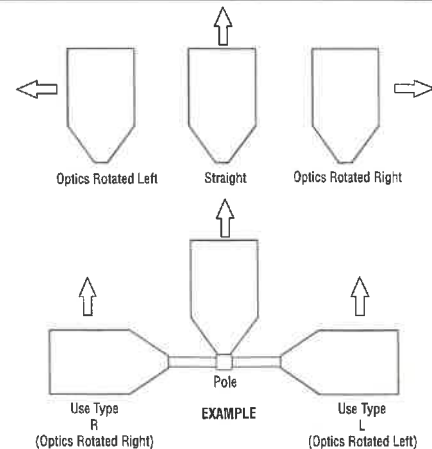 Optics Rotated Left
Straight
Optics Rotated Right
Pole
Use Type
R
(Optics Rotated Right)
EXAMPLE
Use Type
L
(Optics Rotated Left)